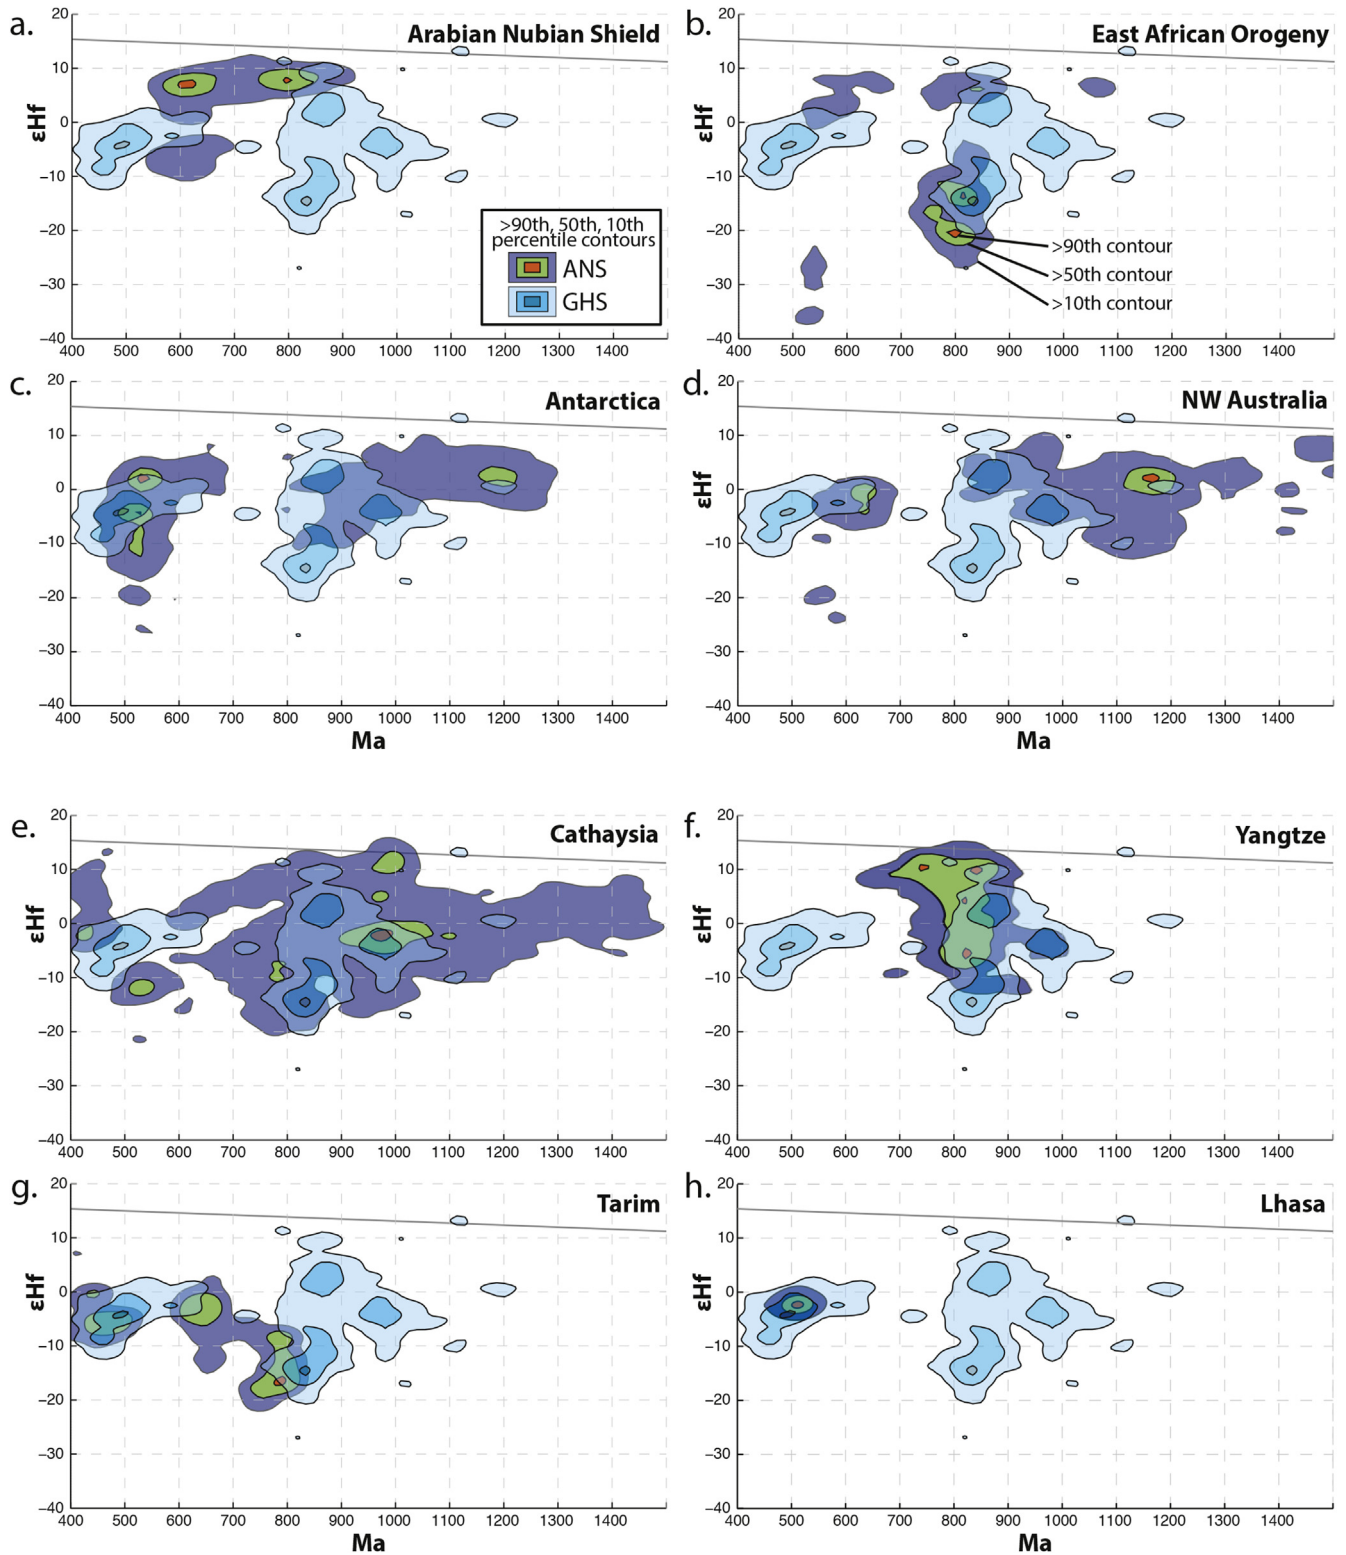 a.
Arabian Nubian Shield
εHf
20
10
0
−10
−20
−30
−40
400 500 600 700 800 900 1000 1100 1200 1300 1400
>90th, 50th, 10th
percentile contours
ANS
GHS
b.
East African Orogeny
εHf
20
10
0
−10
−20
−30
−40
400 500 600 700 800 900 1000 1100 1200 1300 1400
>90th contour
>50th contour
>10th contour
c.
Antarctica
εHf
20
10
0
−10
−20
−30
−40
400 500 600 700 800 900 1000 1100 1200 1300 1400
Ma
d.
NW Australia
εHf
20
10
0
−10
−20
−30
−40
400 500 600 700 800 900 1000 1100 1200 1300 1400
Ma
e.
Cathaysia
εHf
20
10
0
−10
−20
−30
−40
400 500 600 700 800 900 1000 1100 1200 1300 1400
f.
Yangtze
εHf
20
10
0
−10
−20
−30
−40
400 500 600 700 800 900 1000 1100 1200 1300 1400
g.
Tarim
εHf
20
10
0
−10
−20
−30
−40
400 500 600 700 800 900 1000 1100 1200 1300 1400
Ma
h.
Lhasa
εHf
20
10
0
−10
−20
−30
−40
400 500 600 700 800 900 1000 1100 1200 1300 1400
Ma